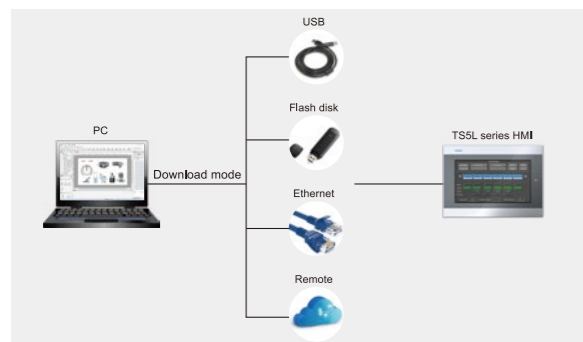 USB
Flash disk
PC
TS5L series HMI
Download mode
Ethernet
Remote